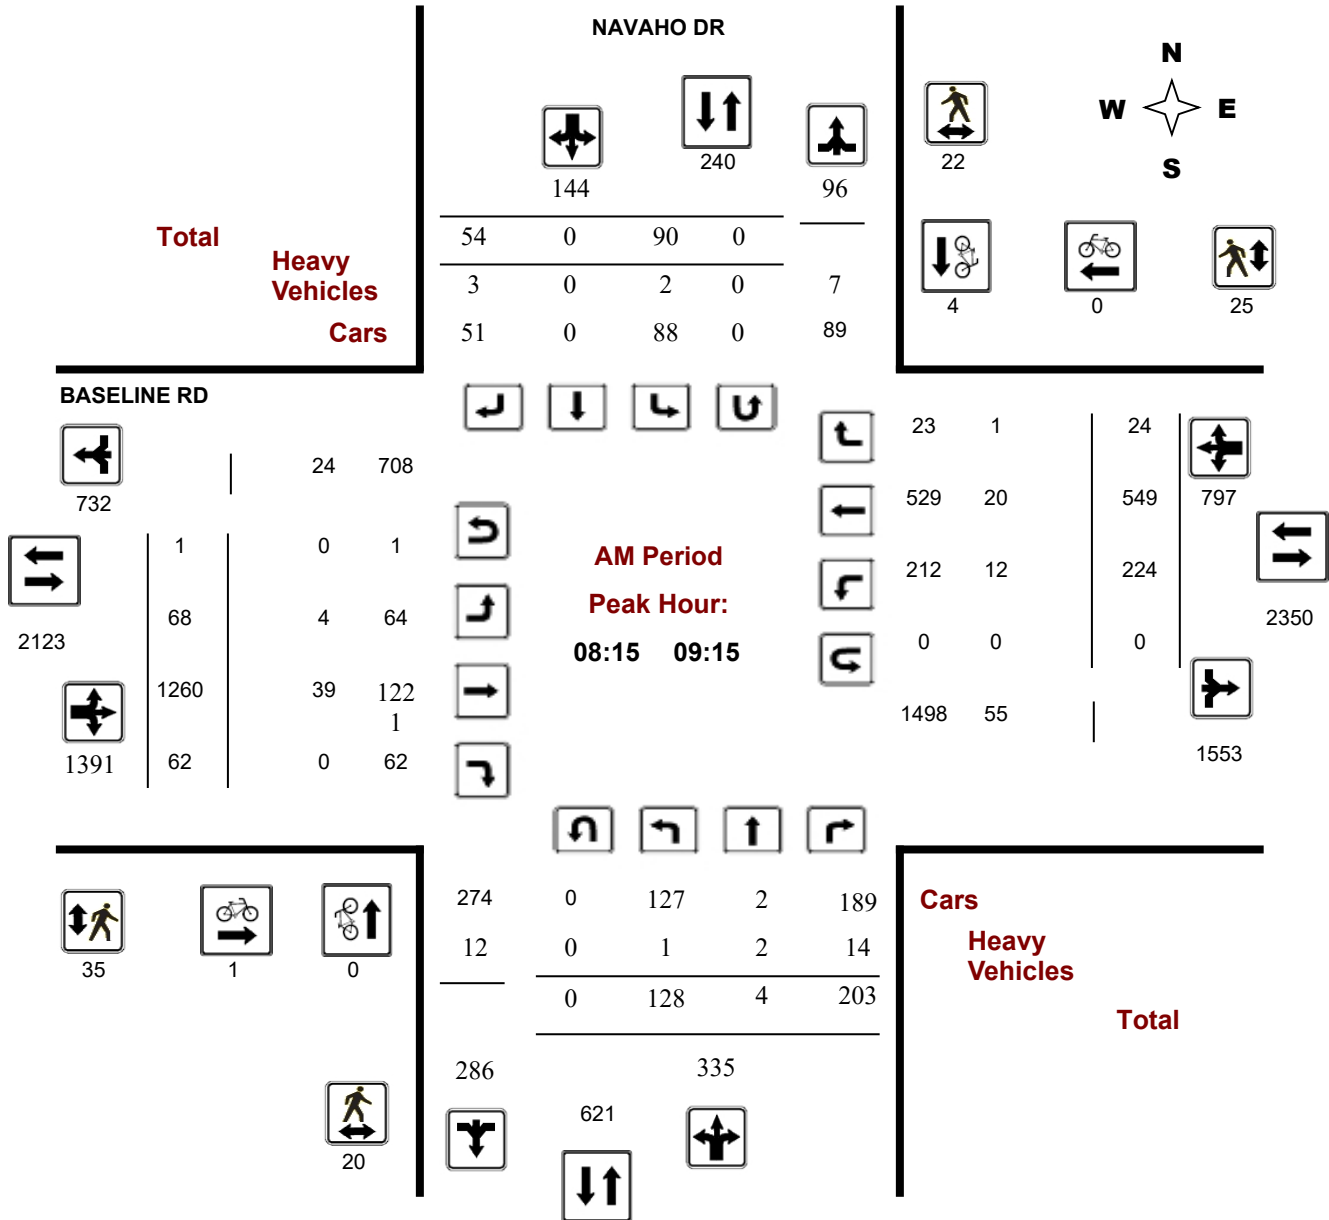 NAVAHO DR
N
W E
S
240
22
144
96
Total
54 0 90 0
Heavy
Vehicles
3 0 2 0 7
4 0 25
Cars
51 0 88 0 89
BASELINE RD
23 1 24
24 708
732
529 20 549 797
1 0 1
AM Period
212 12 224
Peak Hour:
68 4 64
2123
2350
08:15 09:15
0 0 0
1260 39 122
1
1498 55
1391 62 0 62
1553
274 0 127 2 189
Cars
12 0 1 2 14
Heavy
Vehicles
35 1 0
0 128 4 203
Total
286 335
621
20